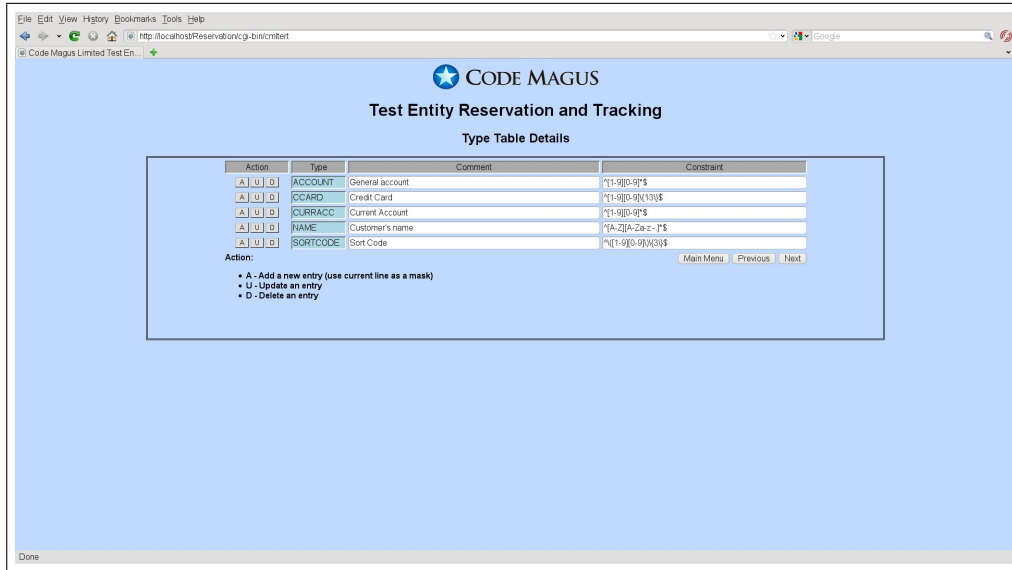 File Edit View History Bookmarks Tools Help
http://localhost/Reservation/cgi-bin/cmltert
Google
Code Magus Limited Test En...
CODE MAGUS
Test Entity Reservation and Tracking
Type Table Details
Action Type Comment Constraint
A U D ACCOUNT General account ^[1-9][0-9]*$
A U D CCARD Credit Card ^[1-9][0-9]\{13\}$
A U D CURRACC Current Account ^[1-9][0-9]*$
A U D NAME Customer's name ^[A-Z][A-Za-z -.]*$
A U D SORTCODE Sort Code ^\([1-9][0-9]\)\{3\}$
Action: Main Menu Previous Next
• A - Add a new entry (use current line as a mask)
• U - Update an entry
• D - Delete an entry
Done